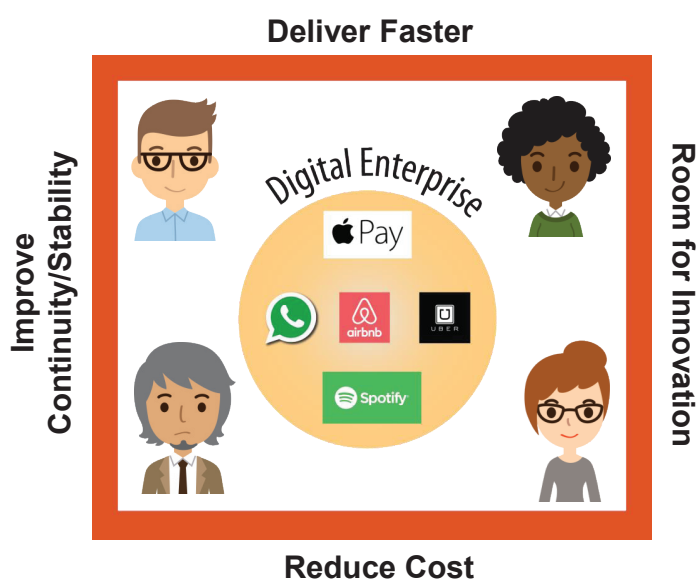 Deliver Faster
Improve
Continuity/Stability
Digital Enterprise
Pay
airbnb
UBER
Spotify
Room for Innovation
Reduce Cost